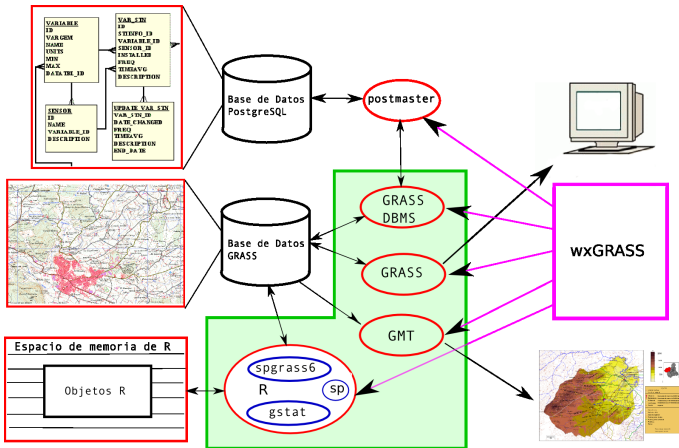 VARIABLE
ID
VARGEM
NAME
UNITS
MIN
MAX
DATATBL_ID
VAR_STN
ID
STIINFO_ID
VARIABLE_ID
SENSOR_ID
INSTALLED
FREQ
TIMEAVG
DESCRIPTION
SENSOR
ID
NAME
VARIABLE_ID
DESCRIPTION
UPDATE_VAR_STN
VAR_STN_ID
DATE_CHANGED
FREQ
TIMEAVG
DESCRIPTION
END_DATE
Base de Datos
PostgreSQL
postmaster
GRASS
DBMS
Base de Datos
GRASS
GRASS
wxGRASS
GMT
Espacio de memoria de R
Objetos R
spgrass6
R
sp
gstat